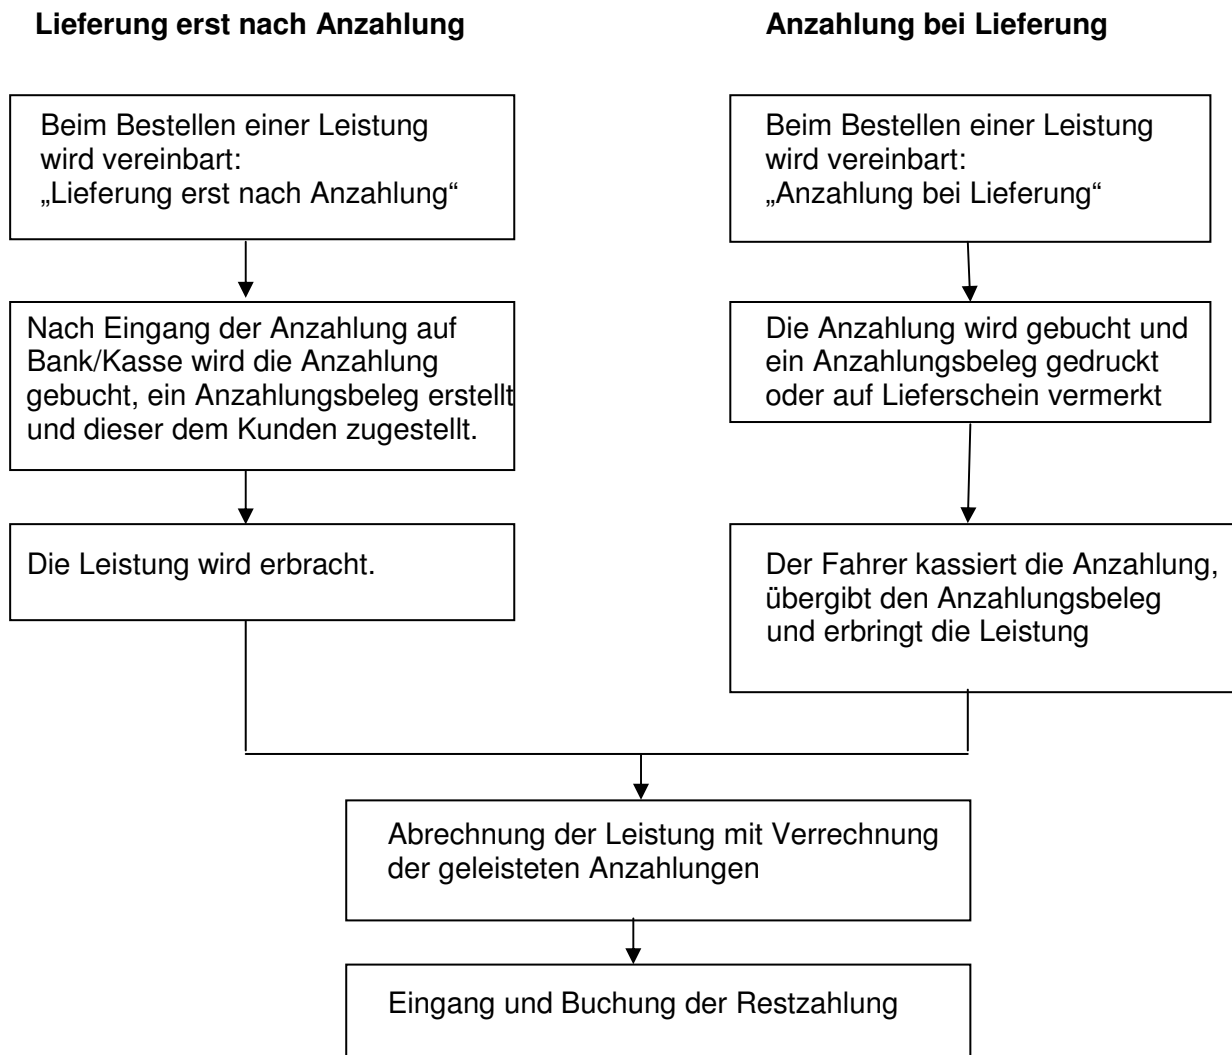 Lieferung erst nach Anzahlung
Beim Bestellen einer Leistung
wird vereinbart:
„Lieferung erst nach Anzahlung“
Nach Eingang der Anzahlung auf
Bank/Kasse wird die Anzahlung
gebucht, ein Anzahlungsbeleg erstellt
und dieser dem Kunden zugestellt.
Die Leistung wird erbracht.
Anzahlung bei Lieferung
Beim Bestellen einer Leistung
wird vereinbart:
„Anzahlung bei Lieferung“
Die Anzahlung wird gebucht und
ein Anzahlungsbeleg gedruckt
oder auf Lieferschein vermerkt
Der Fahrer kassiert die Anzahlung,
übergibt den Anzahlungsbeleg
und erbringt die Leistung
Abrechnung der Leistung mit Verrechnung
der geleisteten Anzahlungen
Eingang und Buchung der Restzahlung